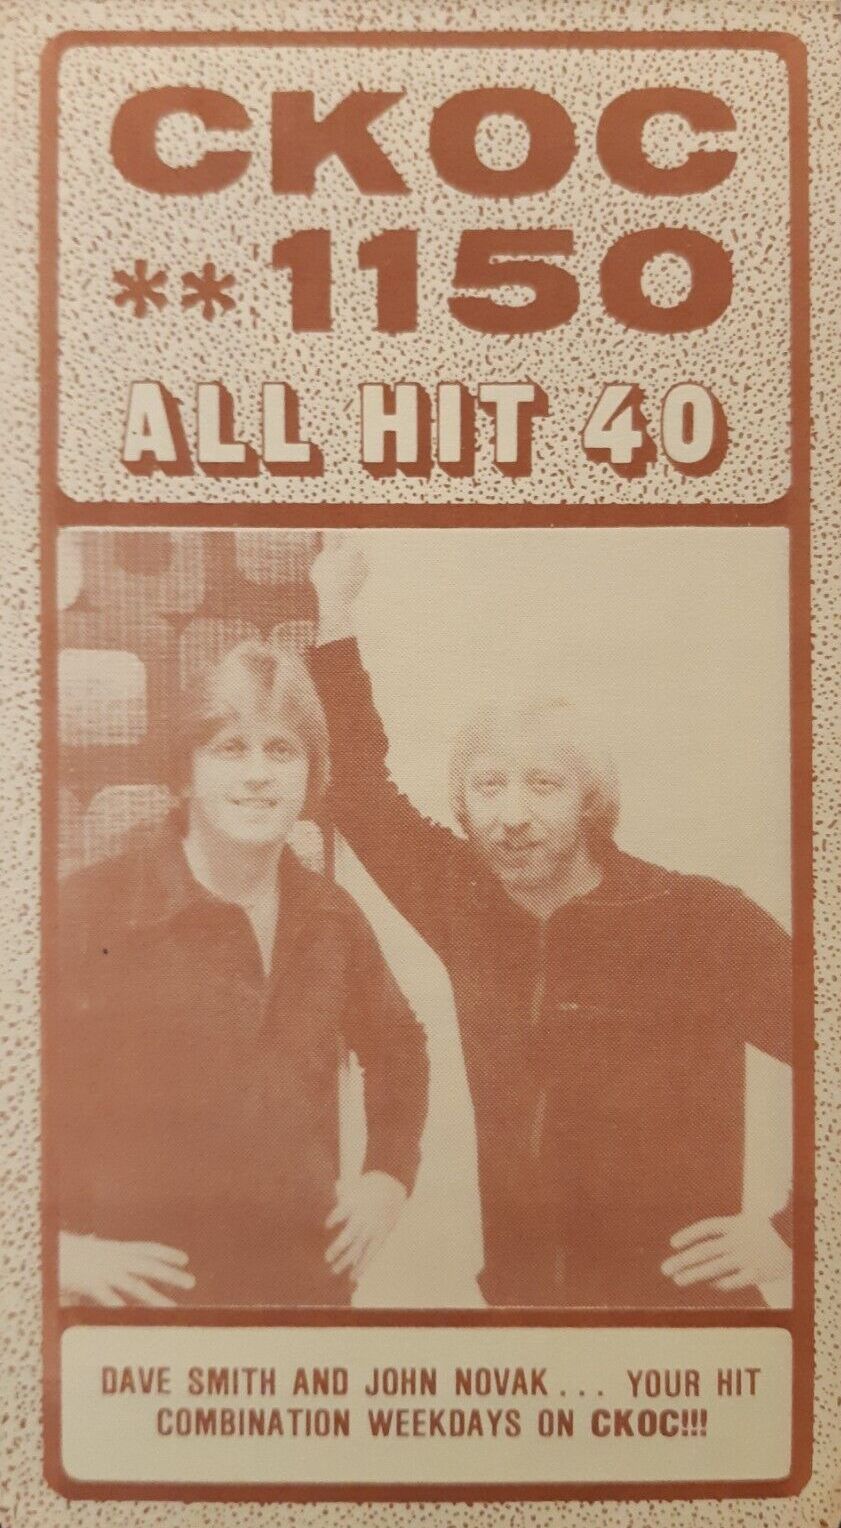 CKOC
**1150
ALL HIT 40
DAVE SMITH AND JOHN NOVAK... YOUR HIT
COMBINATION WEEKDAYS ON CKOC!!!